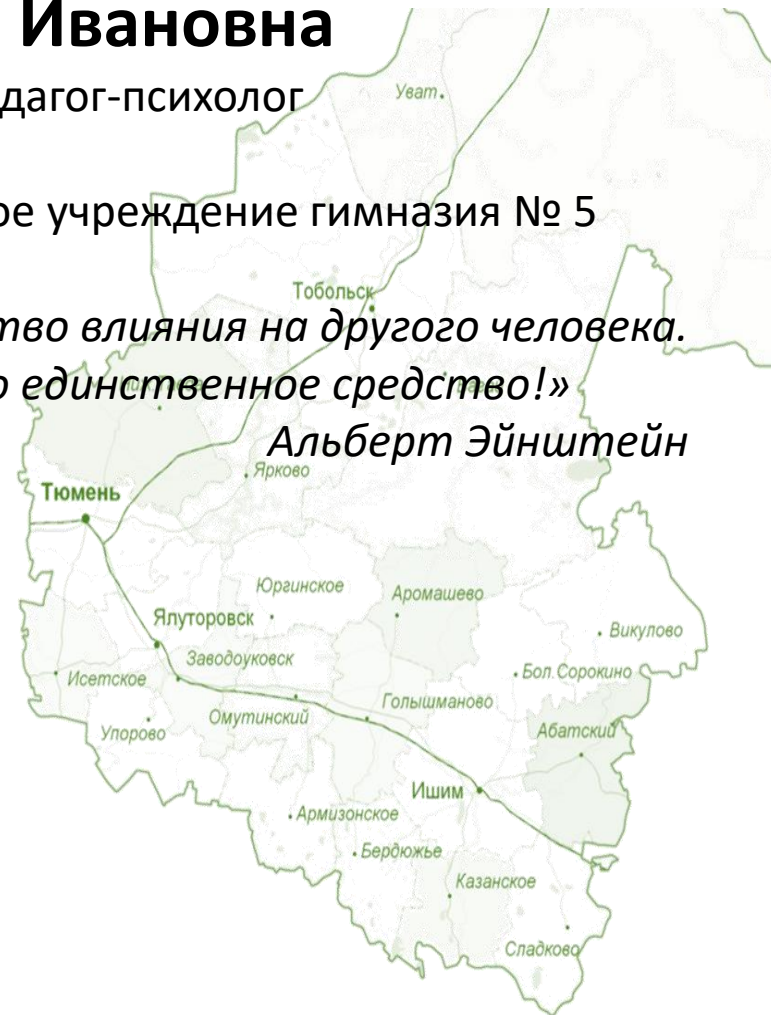 Ивановна
дагог-психолог
Уват
ое учреждение гимназия № 5
Тобольск
тво влияния на другого человека.
о единственное средство!»
Альберт Эйнштейн
Ярково
Тюмень
Юргинское
Аромашево
Ялуторовск
Викулово
Заводоуковск
Бол. Сорокино
Исетское
Голышманово
Омутинский
Упорово
Абатский
Ишим
Армизонское
Бердюжье
Казанское
Сладково